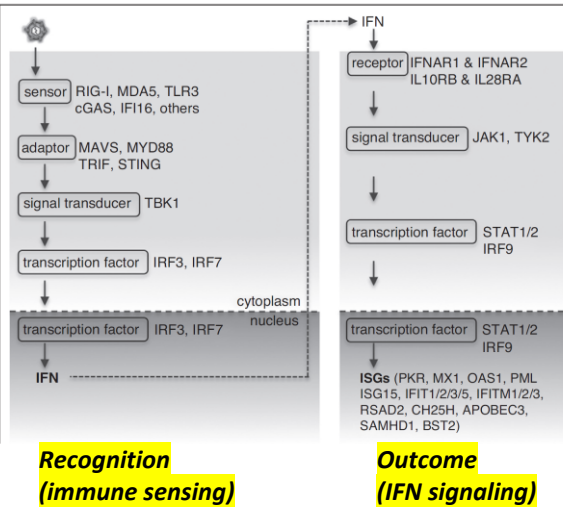 sensor RIG-I, MDA5, TLR3
cGAS, IFI16, others
adaptor MAVS, MYD88
TRIF, STING
signal transducer TBK1
transcription factor IRF3, IRF7
cytoplasm
nucleus
transcription factor IRF3, IRF7
IFN
Recognition
(immune sensing)
IFN
receptor IFNAR1 & IFNAR2
IL10RB & IL28RA
signal transducer JAK1, TYK2
transcription factor STAT1/2
IRF9
transcription factor STAT1/2
IRF9
ISGs (PKR, MX1, OAS1, PML
ISG15, IFIT1/2/3/5, IFITM1/2/3,
RSAD2, CH25H, APOBEC3,
SAMHD1, BST2)
Outcome
(IFN signaling)